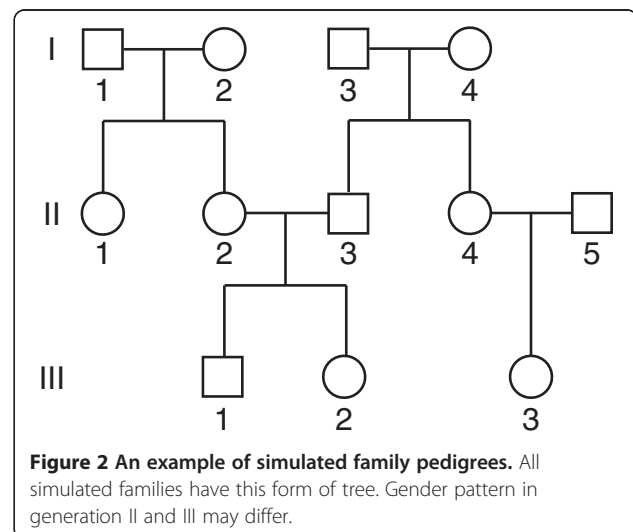 I
1 2 3 4
II
1 2 3 4 5
III
1 2 3
Figure 2 An example of simulated family pedigrees. All
simulated families have this form of tree. Gender pattern in
generation II and III may differ.